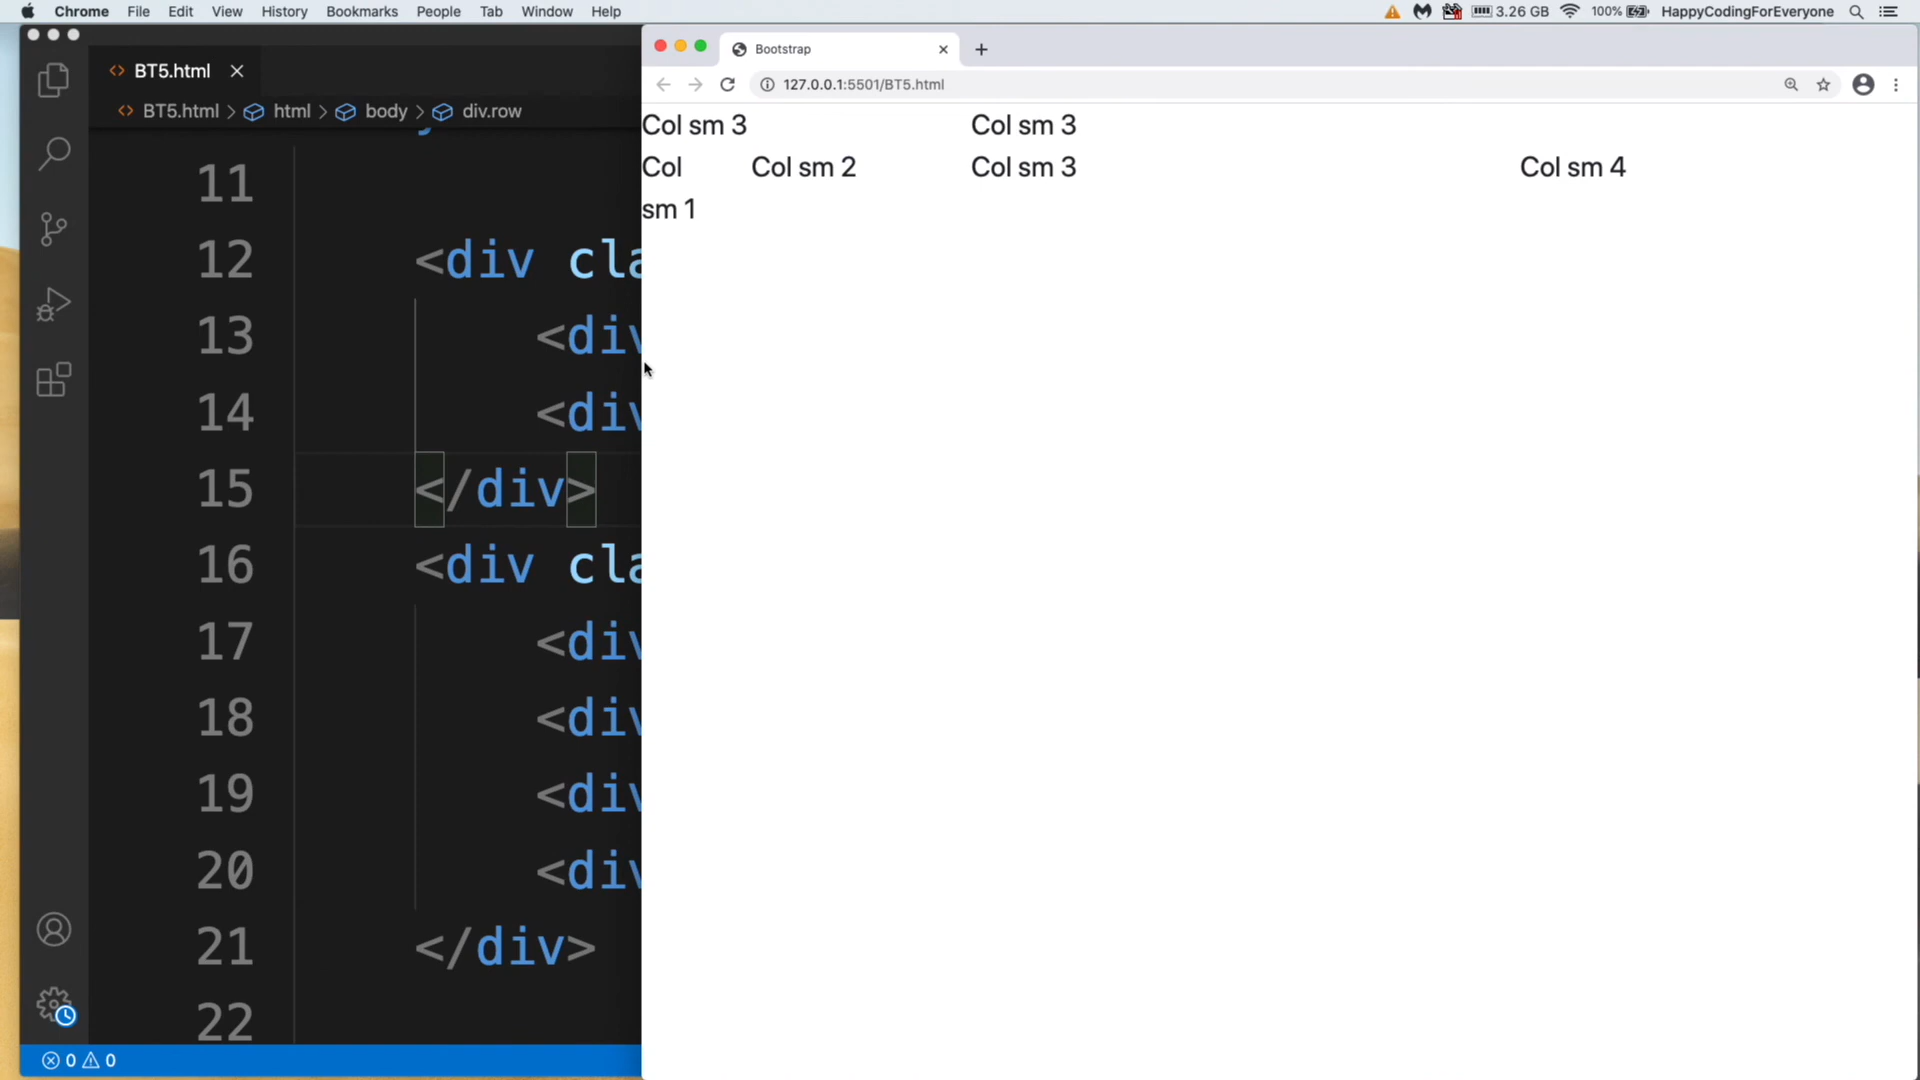 Chrome File Edit View History Bookmarks People Tab Window Help 3.26 GB 100% HappyCodingForEveryone
BT5.html
BT5.html > html > body > div.row
11
12 <div cla
13 <div
14 <div
15 </div>
16 <div cla
17 <div
18 <div
19 <div
20 <div
21 </div>
22
0 0
Bootstrap
127.0.0.1:5501/BT5.html
Col sm 3 Col sm 3
Col Col sm 2 Col sm 3 Col sm 4
sm 1